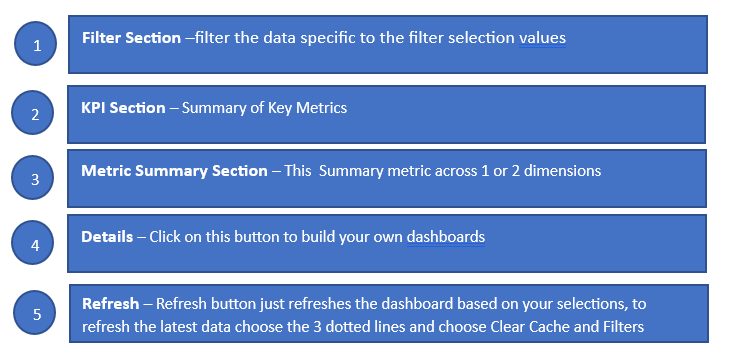 1
Filter Section –filter the data specific to the filter selection values
2
KPI Section – Summary of Key Metrics
3
Metric Summary Section – This  Summary metric across 1 or 2 dimensions
4
Details – Click on this button to build your own dashboards
5
Refresh – Refresh button just refreshes the dashboard based on your selections, to
refresh the latest data choose the 3 dotted lines and choose Clear Cache and Filters